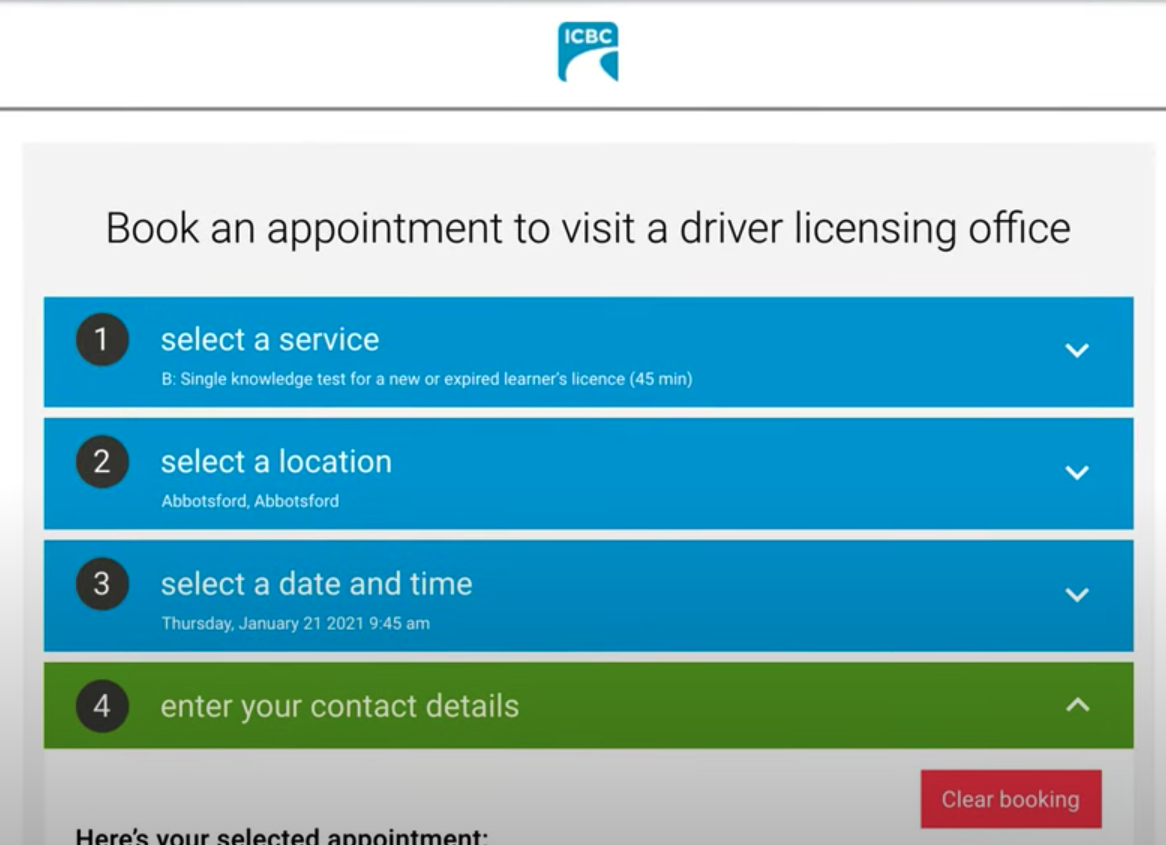 ICBC
Book an appointment to visit a driver licensing office
1 select a service
B: Single knowledge test for a new or expired learner's licence (45 min)
2 select a location
Abbotsford, Abbotsford
3 select a date and time
Thursday, January 21 2021 9:45 am
4 enter your contact details
Clear booking
Here's your selected appointment: